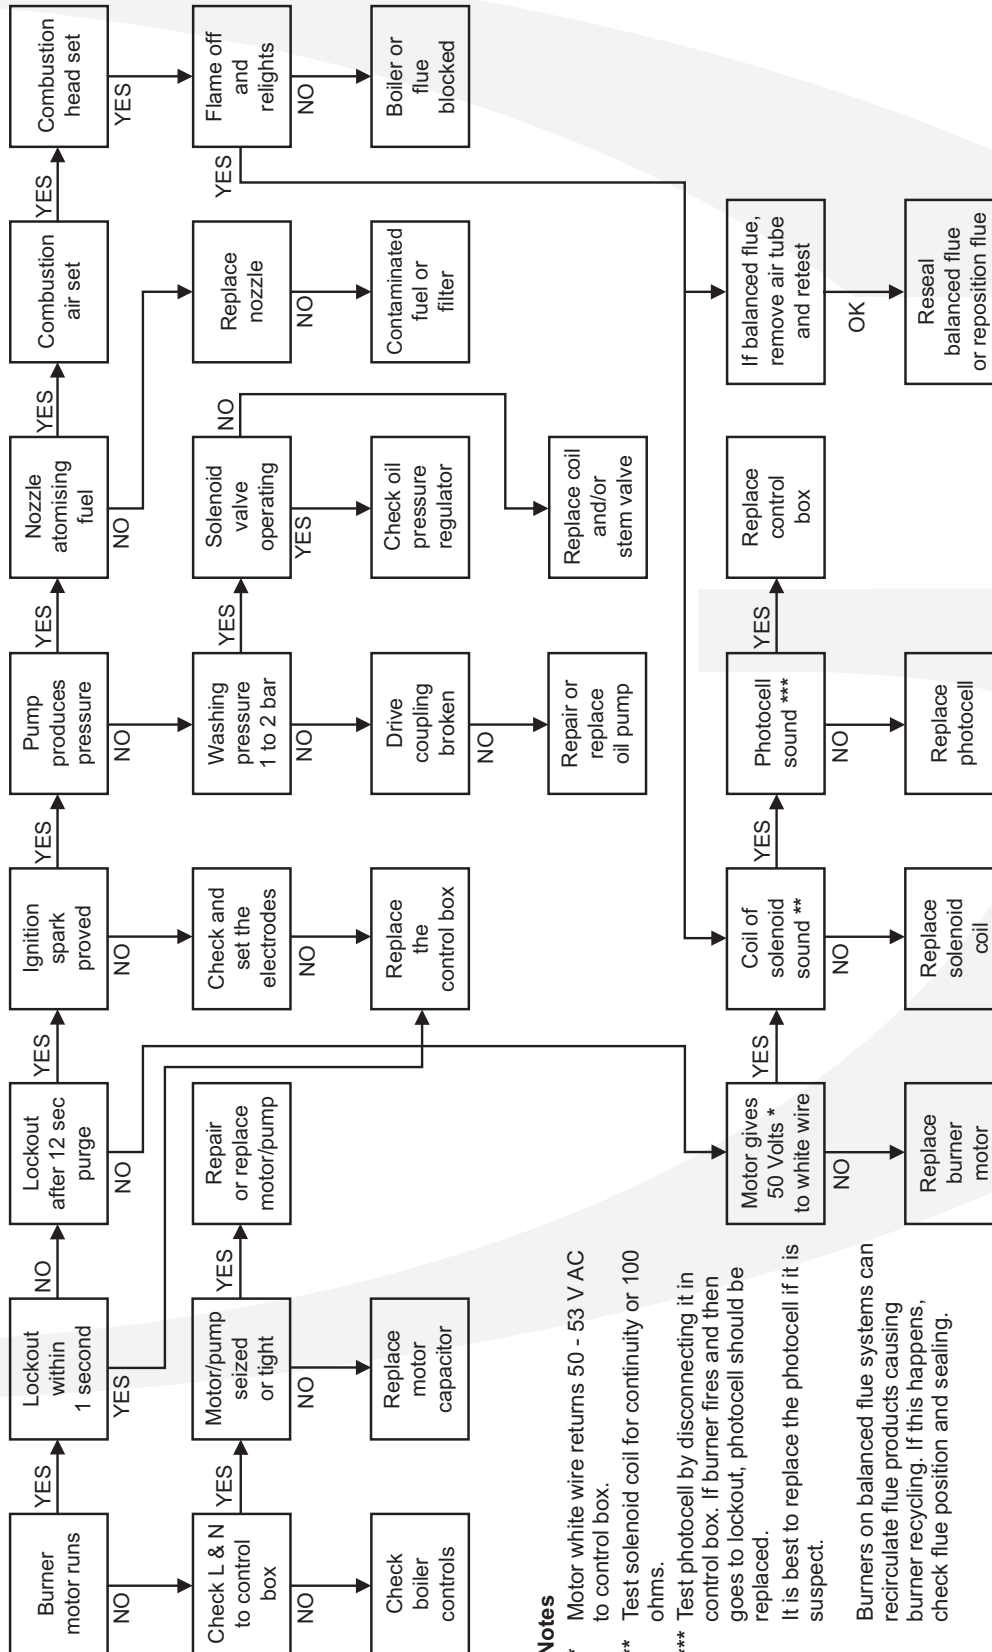 Burner
motor runs
YES
NO
Lockout
within
1 second
NO
YES
Lockout
after 12 sec
purge
YES
NO
Ignition
spark
proved
YES
NO
Pump
produces
pressure
YES
NO
Nozzle
atomising
fuel
YES
NO
Combustion
air set
YES
Combustion
head set
YES
Check L & N
to control
box
YES
NO
Motor/pump
seized
or tight
YES
NO
Repair
or replace
motor/pump
Check and
set the
electrodes
NO
Washing
pressure
1 to 2 bar
YES
NO
Solenoid
valve
operating
NO
YES
Replace
nozzle
NO
Flame off
and
relights
YES
NO
Check
boiler
controls
Replace
motor
capacitor
Replace
the
control box
Drive
coupling
broken
NO
Check oil
pressure
regulator
Contaminated
fuel or
filter
Boiler or
flue
blocked
Repair or
replace
oil pump
Replace coil
and/or
stem valve
Motor gives
50 Volts *
to white wire
YES
NO
Coil of
solenoid
sound **
YES
NO
Photocell
sound ***
YES
NO
Replace
control
box
If balanced flue,
remove air tube
and retest
OK
Replace
burner
motor
Replace
solenoid
coil
Replace
photocell
Reseal
balanced flue
or reposition flue
Notes
* Motor white wire returns 50 - 53 V AC
to control box.
** Test solenoid coil for continuity or 100
ohms.
*** Test photocell by disconnecting it in
control box. If burner fires and then
goes to lockout, photocell should be
replaced.
It is best to replace the photocell if it is
suspect.
Burners on balanced flue systems can
recirculate flue products causing
burner recycling. If this happens,
check flue position and sealing.